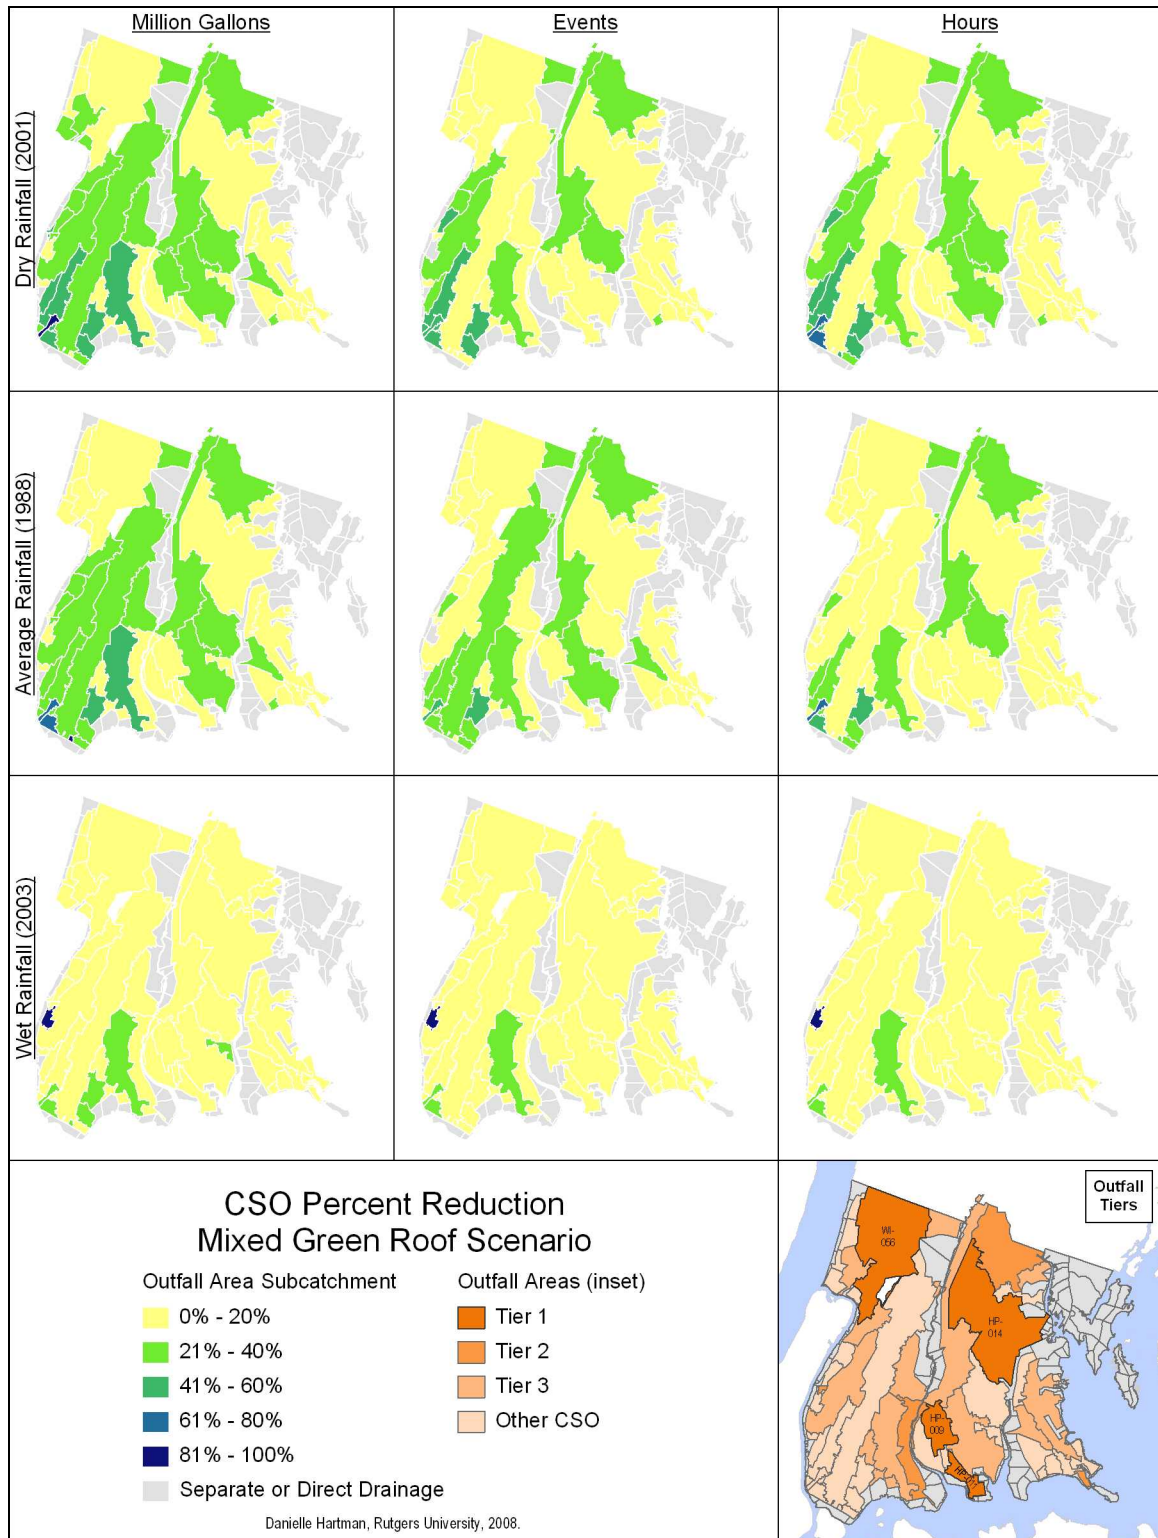 Million Gallons
Events
Hours
Dry Rainfall (2001)
Average Rainfall (1988)
Wet Rainfall (2003)
CSO Percent Reduction
Mixed Green Roof Scenario
Outfall Area Subcatchment
0% - 20%
21% - 40%
41% - 60%
61% - 80%
81% - 100%
Separate or Direct Drainage
Outfall Areas (inset)
Tier 1
Tier 2
Tier 3
Other CSO
Danielle Hartman, Rutgers University, 2008.
Outfall
Tiers
WI-
056
HP-
014
HP-
009